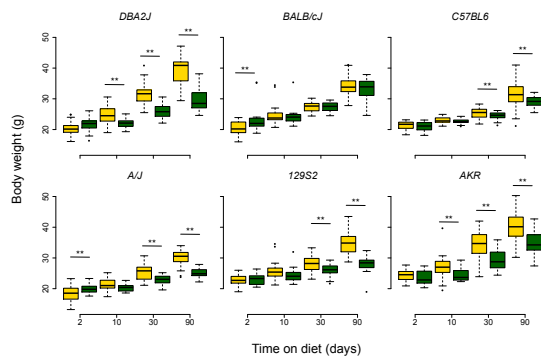 DBA2J BALB/cJ C57BL6
50
40
30
20
** ** **
**
** **
A/J 129S2 AKR
50
40
30
20
** ** **
** **
** ** **
2 10 30 90
2 10 30 90
2 10 30 90
Body weight (g)
Time on diet (days)